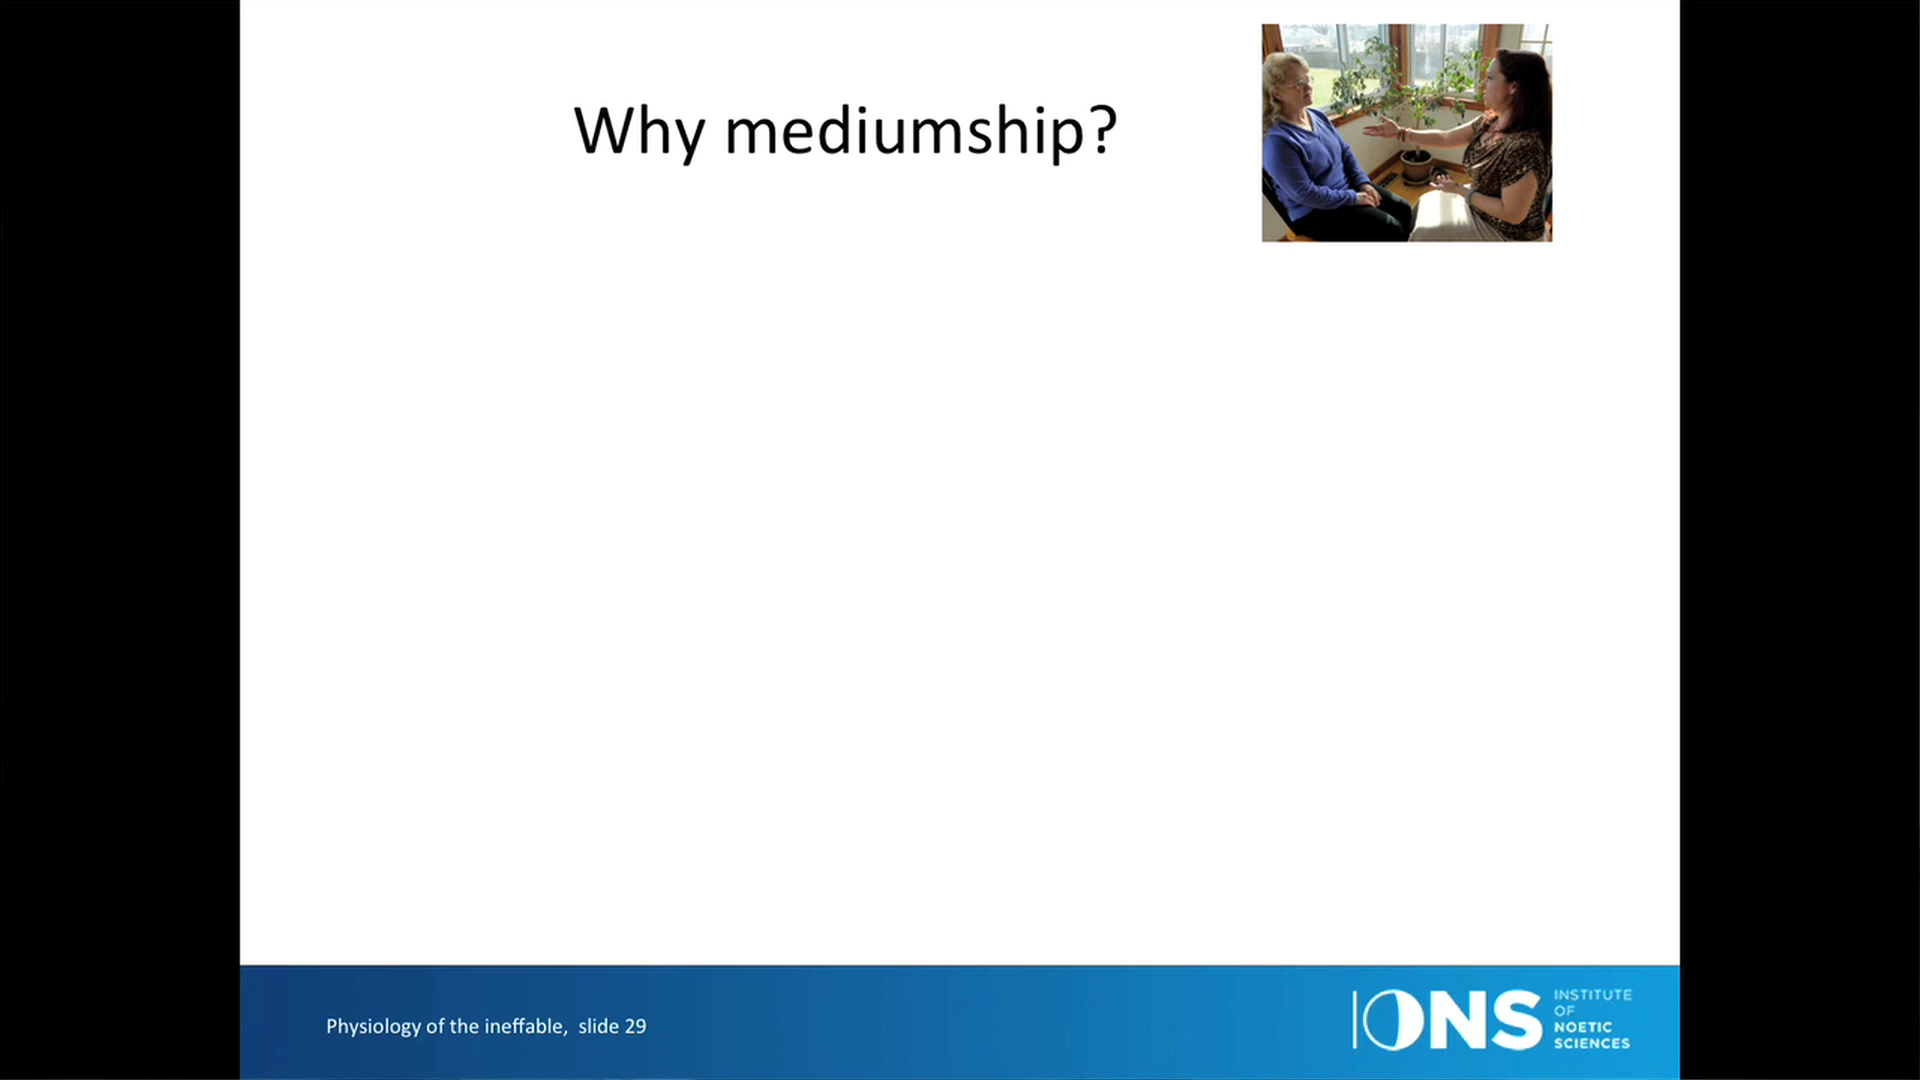 Why mediumship?
Physiology of the ineffable, slide 29
IONS
INSTITUTE
OF
NOETIC
SCIENCES